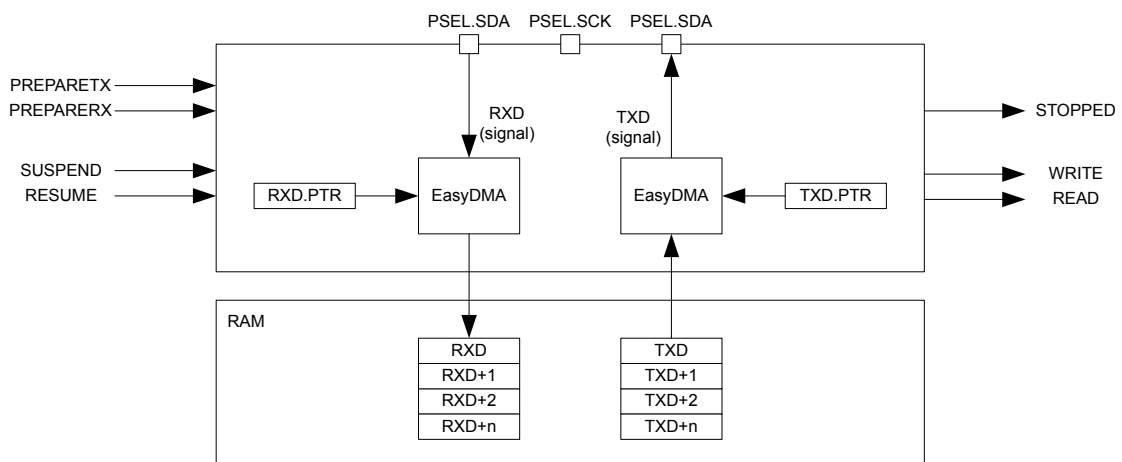 PSEL.SDA PSEL.SCK PSEL.SDA
PREPARETX
PREPARERX
SUSPEND
RESUME
RXD
(signal)
TXD
(signal)
STOPPED
WRITE
READ
RXD.PTR
EasyDMA
EasyDMA
TXD.PTR
RAM
RXD
RXD+1
RXD+2
RXD+n
TXD
TXD+1
TXD+2
TXD+n